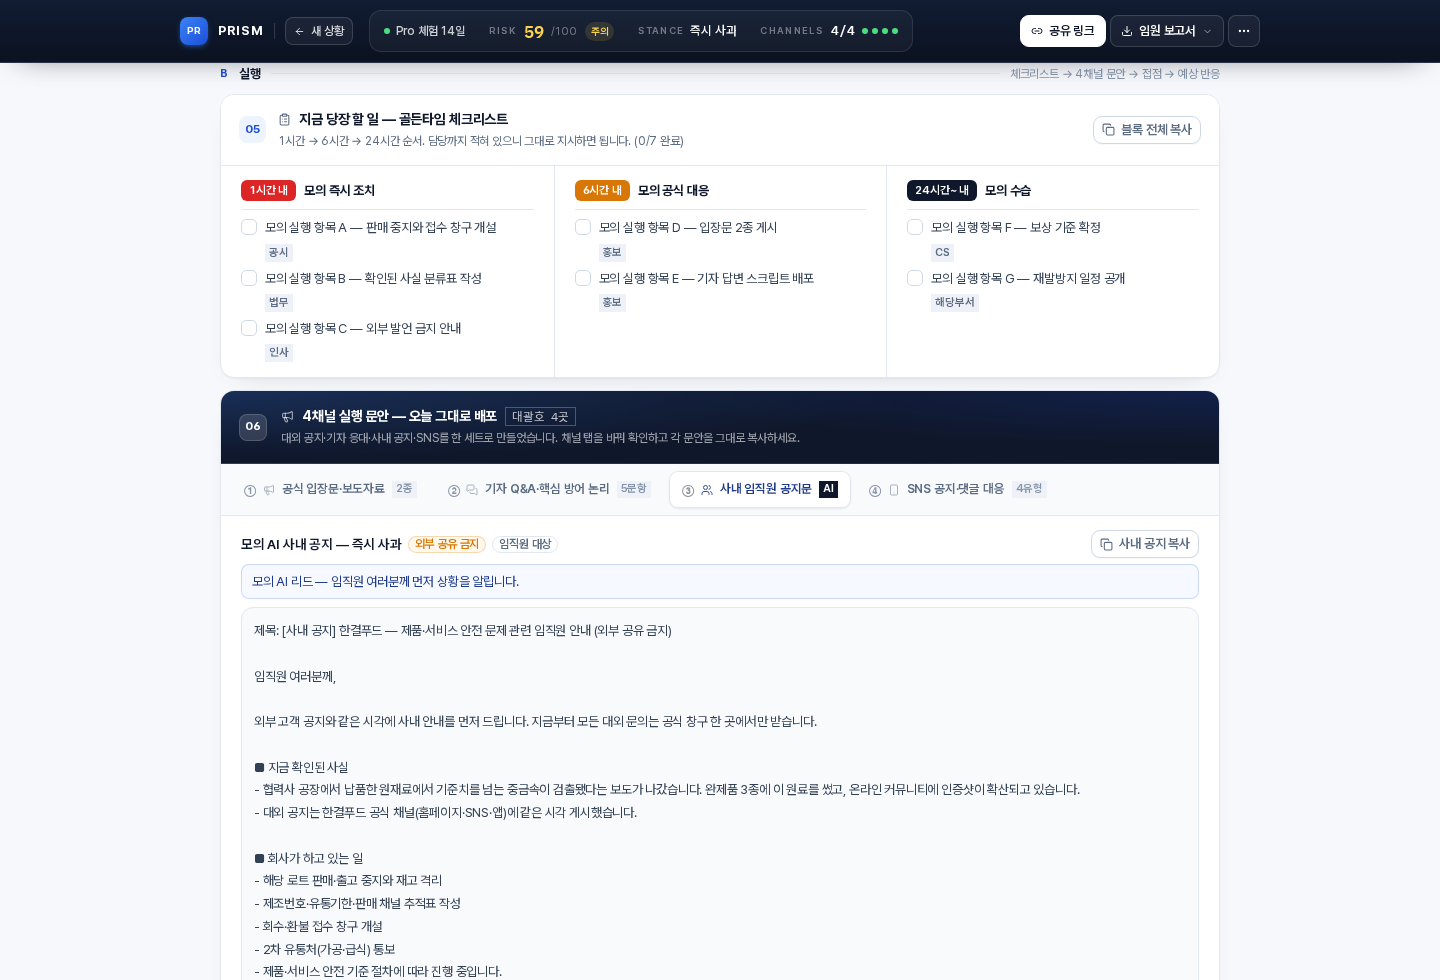 PR PRISM ← 새 상황 Pro 체험 14일 RISK 59 /100 주의 STANCE 즉시 사과 CHANNELS 4/4 공유 링크 임원 보고서 ···
B 실행 체크리스트 → 4채널 문안 → 접점 → 예상 반응
05 지금 당장 할 일 — 골든타임 체크리스트
1시간 → 6시간 → 24시간 순서. 담당까지 적혀 있으니 그대로 지시하면 됩니다. (0/7 완료)
블록 전체 복사
1시간 내 모의 즉시 조치
모의 실행 항목 A — 판매 중지와 접수 창구 개설
공시
모의 실행 항목 B — 확인된 사실 분류표 작성
법무
모의 실행 항목 C — 외부 발언 금지 안내
인사
6시간 내 모의 공식 대응
모의 실행 항목 D — 입장문 2종 게시
홍보
모의 실행 항목 E — 기자 답변 스크립트 배포
홍보
24시간~ 내 모의 수습
모의 실행 항목 F — 보상 기준 확정
CS
모의 실행 항목 G — 재발방지 일정 공개
해당부서
06 4채널 실행 문안 — 오늘 그대로 배포 대괄호 4곳
대외 공지·기자 응대·사내 공지·SNS를 한 세트로 만들었습니다. 채널 탭을 바꿔 확인하고 각 문안을 그대로 복사하세요.
① 공식 입장문·보도자료 2종 ② 기자 Q&A·핵심 방어 논리 5문항 ③ 사내 임직원 공지문 AI ④ SNS 공지·댓글 대응 4유형
모의 AI 사내 공지 — 즉시 사과 외부 공유 금지 임직원 대상 사내 공지 복사
모의 AI 리드 — 임직원 여러분께 먼저 상황을 알립니다.
제목: [사내 공지] 한결푸드 — 제품·서비스 안전 문제 관련 임직원 안내 (외부 공유 금지)
임직원 여러분께,
외부 고객 공지와 같은 시각에 사내 안내를 먼저 드립니다. 지금부터 모든 대외 문의는 공식 창구 한 곳에서만 받습니다.
■ 지금 확인된 사실
- 협력사 공장에서 납품한 원재료에서 기준치를 넘는 중금속이 검출됐다는 보도가 나갔습니다. 완제품 3종에 이 원료를 썼고, 온라인 커뮤니티에 인증샷이 확산되고 있습니다.
- 대외 공지는 한결푸드 공식 채널(홈페이지·SNS·앱)에 같은 시각 게시했습니다.
■ 회사가 하고 있는 일
- 해당 로트 판매·출고 중지와 재고 격리
- 제조번호·유통기한·판매 채널 추적표 작성
- 회수·환불 접수 창구 개설
- 2차 유통처(가공·급식) 통보
- 제품·서비스 안전 기준 절차에 따라 진행 중입니다.